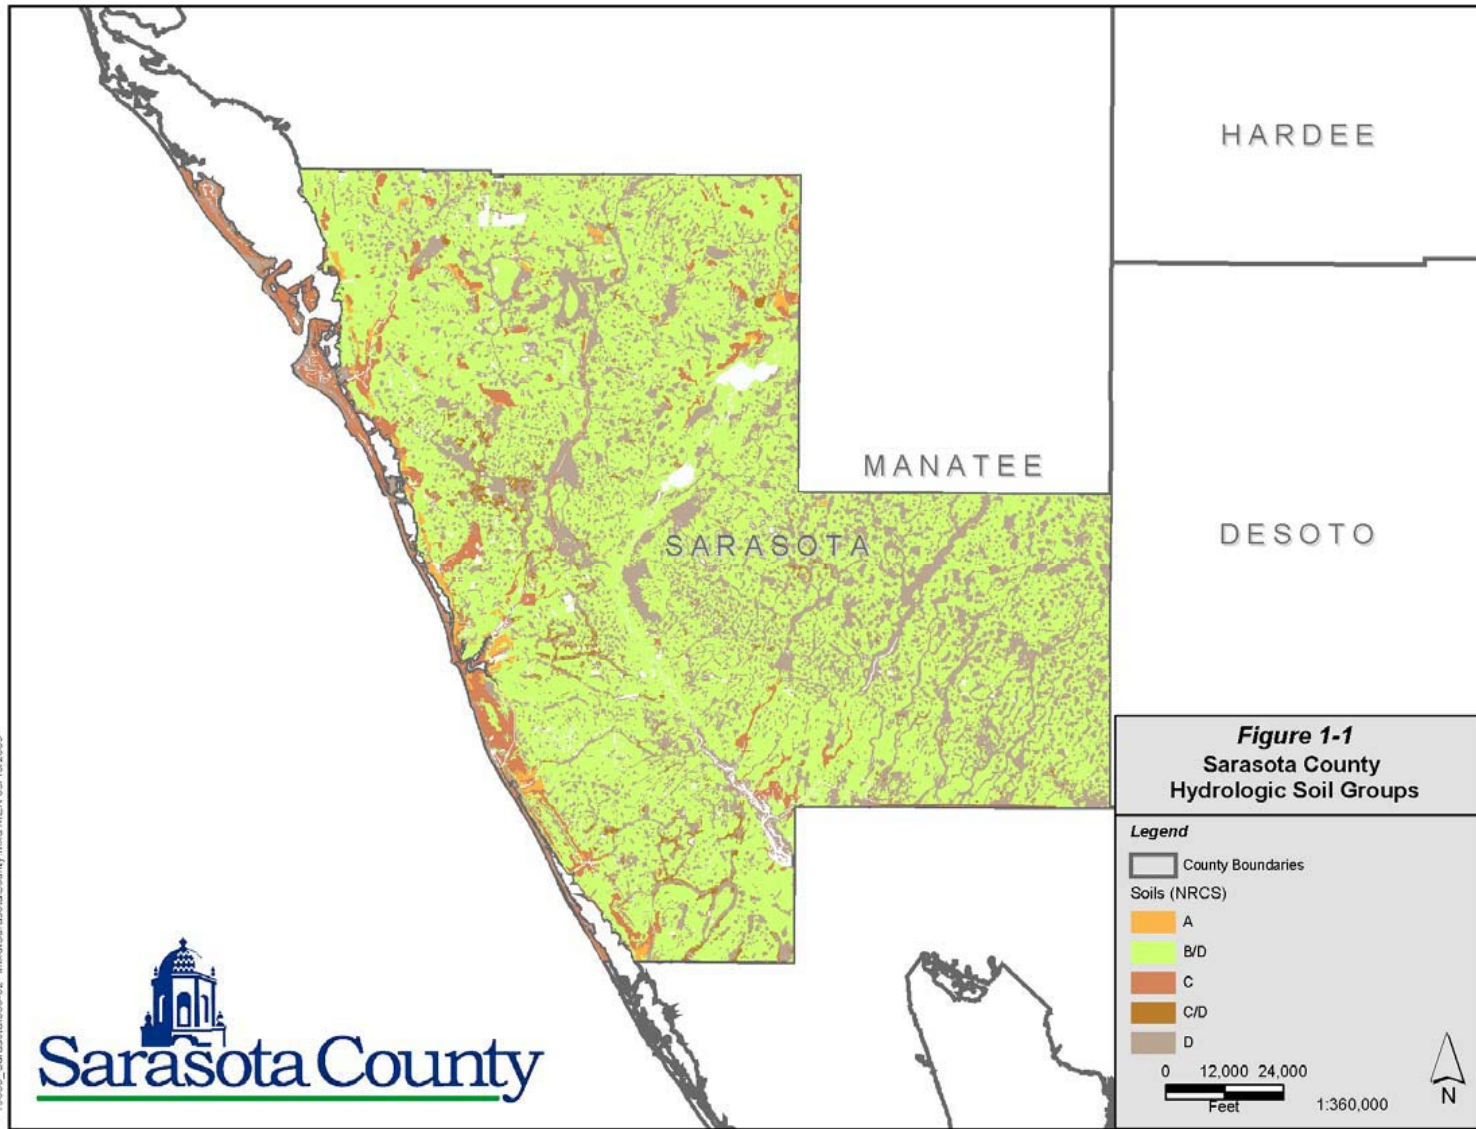 HARDEE
MANATEE
SARASOTA
DESOTO
Figure 1-1
Sarasota County
Hydrologic Soil Groups
Legend
County Boundaries
Soils (NRCS)
A
B/D
C
C/D
D
0 12,000 24,000
Feet
1:360,000
N
Sarasota County